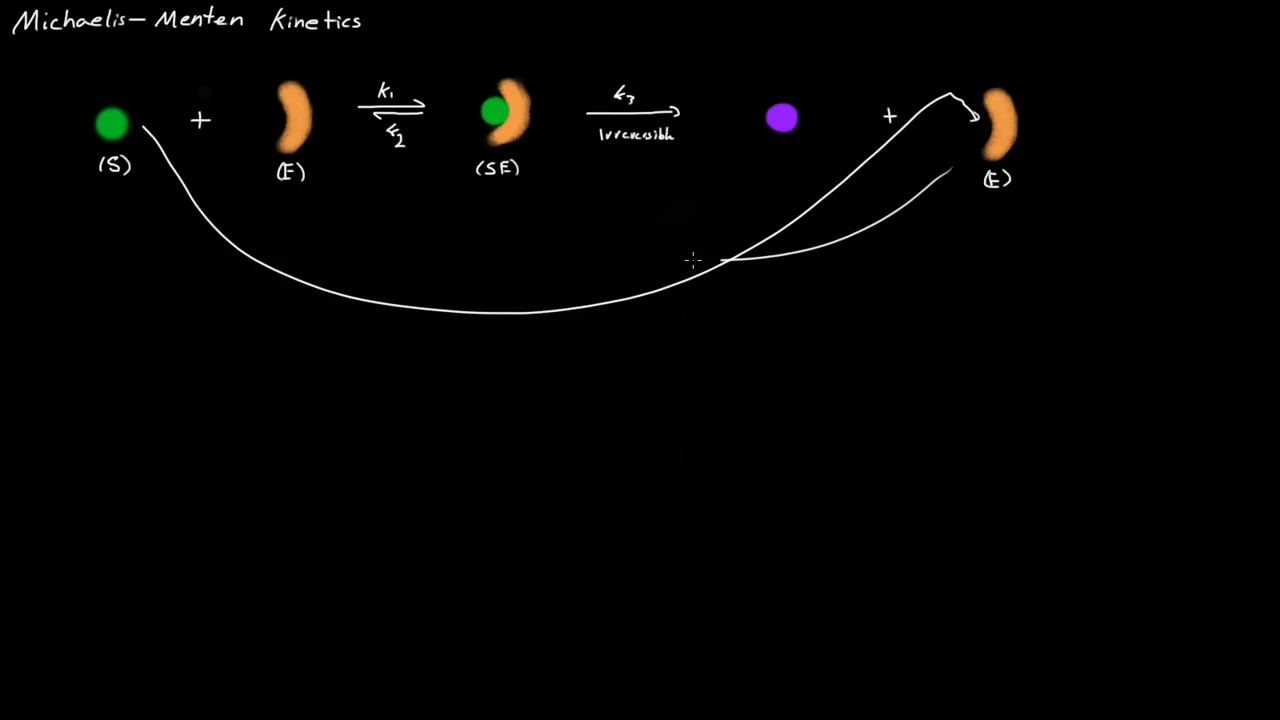 Michaelis-Menten Kinetics
+ k1 k2 k3 Irreversible +
(S) (E) (SE) (E)